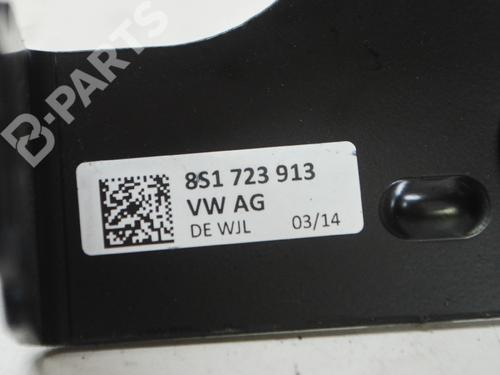 B-PARTS
8S1 723 913
VW AG
DE WJL 03/14